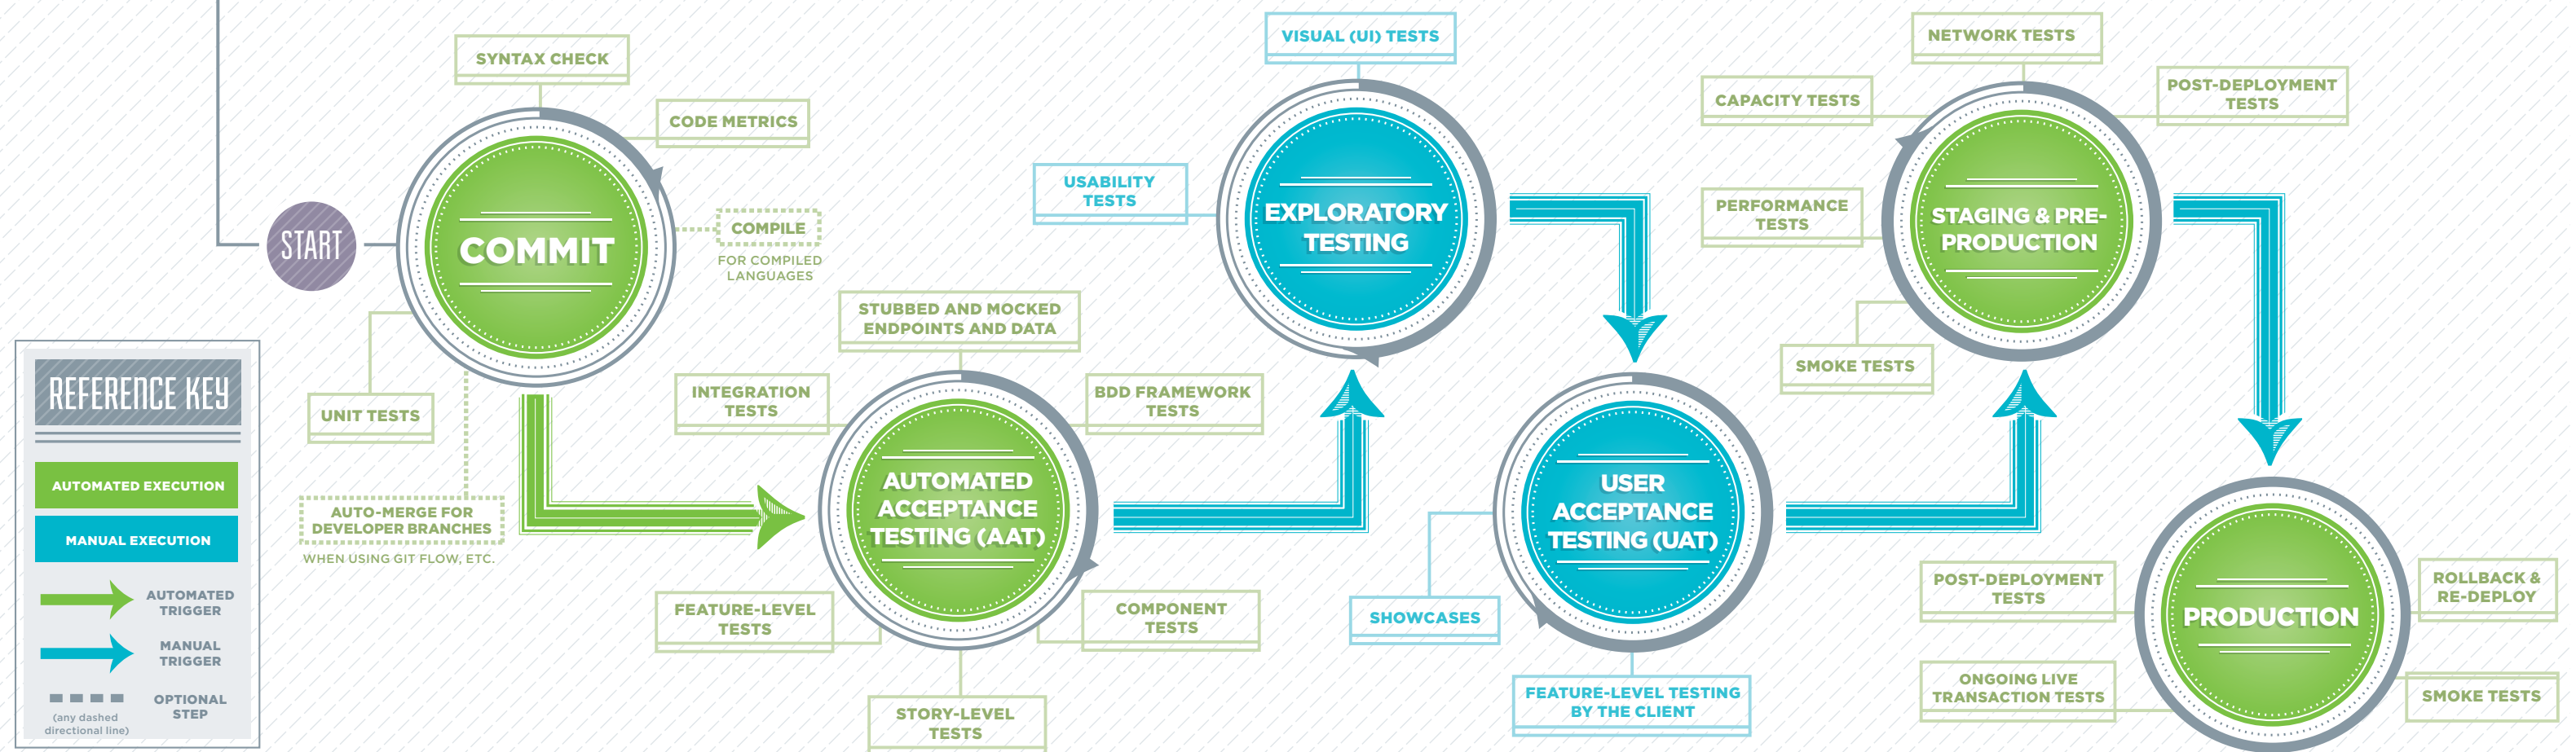 SYNTAX CHECK
CODE METRICS
START
COMMIT
COMPILE
FOR COMPILED
LANGUAGES
UNIT TESTS
AUTO-MERGE FOR
DEVELOPER BRANCHES
WHEN USING GIT FLOW, ETC.
REFERENCE KEY
AUTOMATED EXECUTION
MANUAL EXECUTION
AUTOMATED
TRIGGER
MANUAL
TRIGGER
(any dashed
directional line)
OPTIONAL
STEP
STUBBED AND MOCKED
ENDPOINTS AND DATA
INTEGRATION
TESTS
BDD FRAMEWORK
TESTS
AUTOMATED
ACCEPTANCE
TESTING (AAT)
FEATURE-LEVEL
TESTS
COMPONENT
TESTS
STORY-LEVEL
TESTS
VISUAL (UI) TESTS
USABILITY
TESTS
EXPLORATORY
TESTING
USER
ACCEPTANCE
TESTING (UAT)
SHOWCASES
FEATURE-LEVEL TESTING
BY THE CLIENT
NETWORK TESTS
CAPACITY TESTS
POST-DEPLOYMENT
TESTS
PERFORMANCE
TESTS
STAGING & PRE-
PRODUCTION
SMOKE TESTS
POST-DEPLOYMENT
TESTS
ROLLBACK &
RE-DEPLOY
PRODUCTION
ONGOING LIVE
TRANSACTION TESTS
SMOKE TESTS